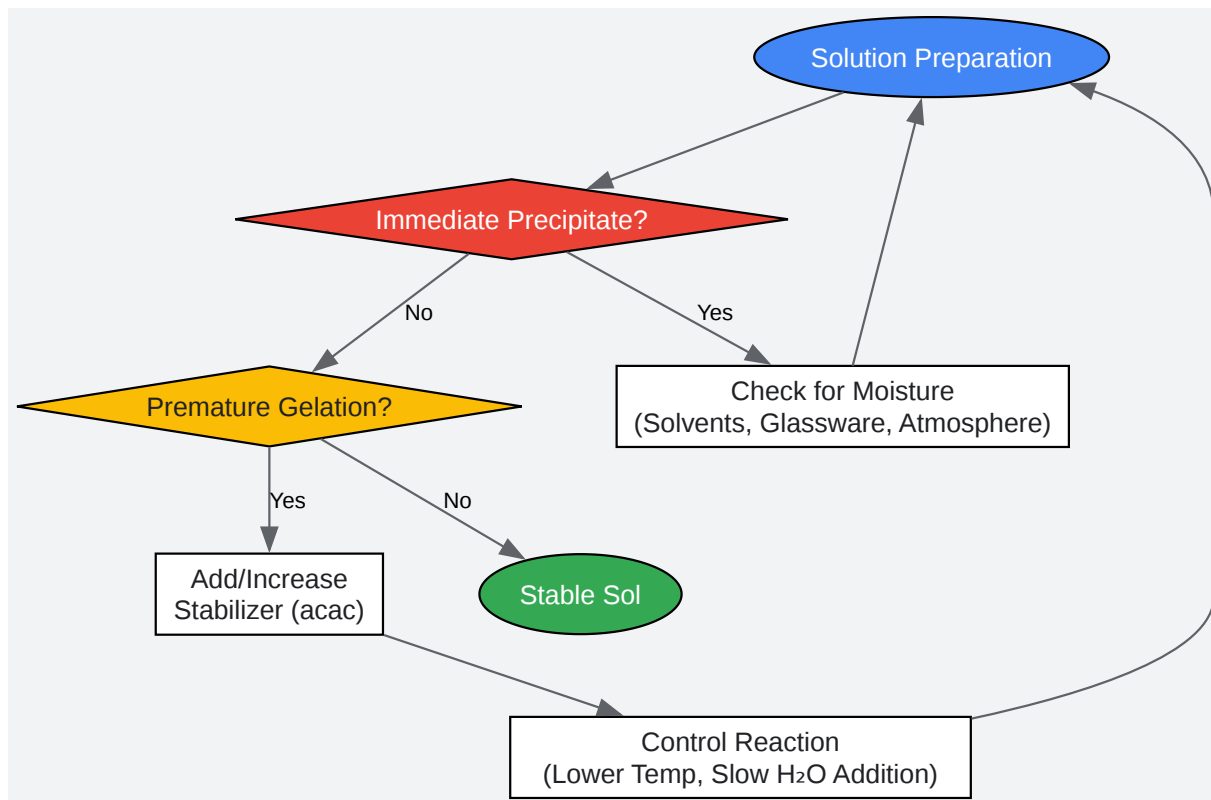 Solution Preparation
Immediate Precipitate?
No
Yes
Premature Gelation?
Check for Moisture
(Solvents, Glassware, Atmosphere)
Yes
No
Add/Increase
Stabilizer (acac)
Stable Sol
Control Reaction
(Lower Temp, Slow H₂O Addition)